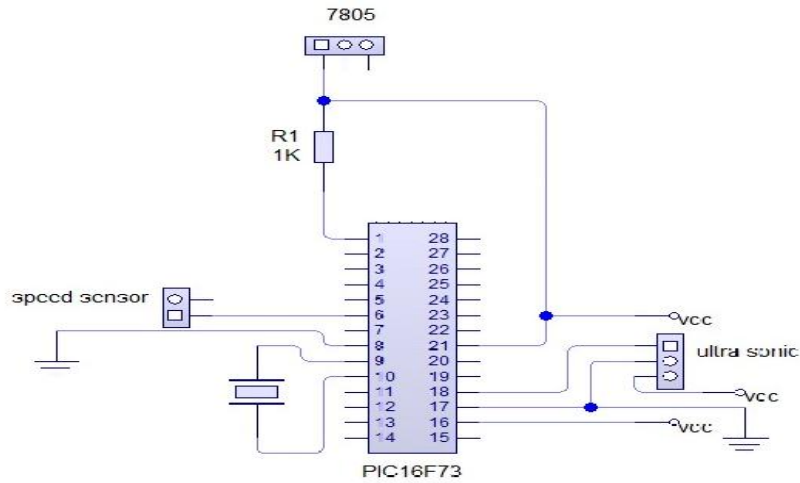 7805
R1
1K
1 28
2 27
3 26
4 25
5 24
speed sensor
6 23
vcc
7 22
8 21
ultra sonic
9 20
10 19
11 18
vcc
12 17
13 16
vcc
14 15
PIC16F73